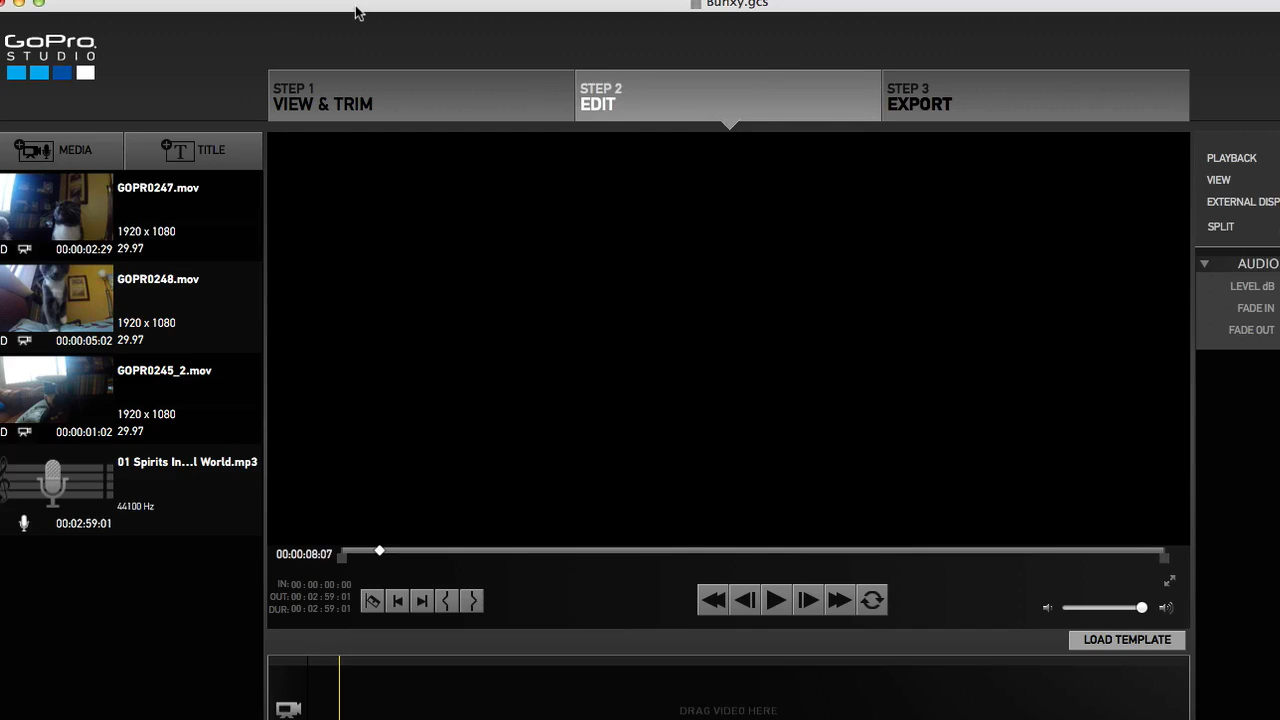 Bunxy.gcs
GoPro
STUDIO
STEP 1
VIEW & TRIM
STEP 2
EDIT
STEP 3
EXPORT
MEDIA
TITLE
GOPR0247.mov
1920 x 1080
D 00:00:02:29 29.97
GOPR0248.mov
1920 x 1080
D 00:00:05:02 29.97
GOPR0245_2.mov
1920 x 1080
D 00:00:01:02 29.97
01 Spirits In...l World.mp3
44100 Hz
00:02:59:01
PLAYBACK
VIEW
EXTERNAL DISP
SPLIT
AUDIO
LEVEL dB
FADE IN
FADE OUT
00:00:08:07
IN: 00 : 00 : 00 : 00
OUT: 00 : 02 : 59 : 01
DUR: 00 : 02 : 59 : 01
LOAD TEMPLATE
DRAG VIDEO HERE